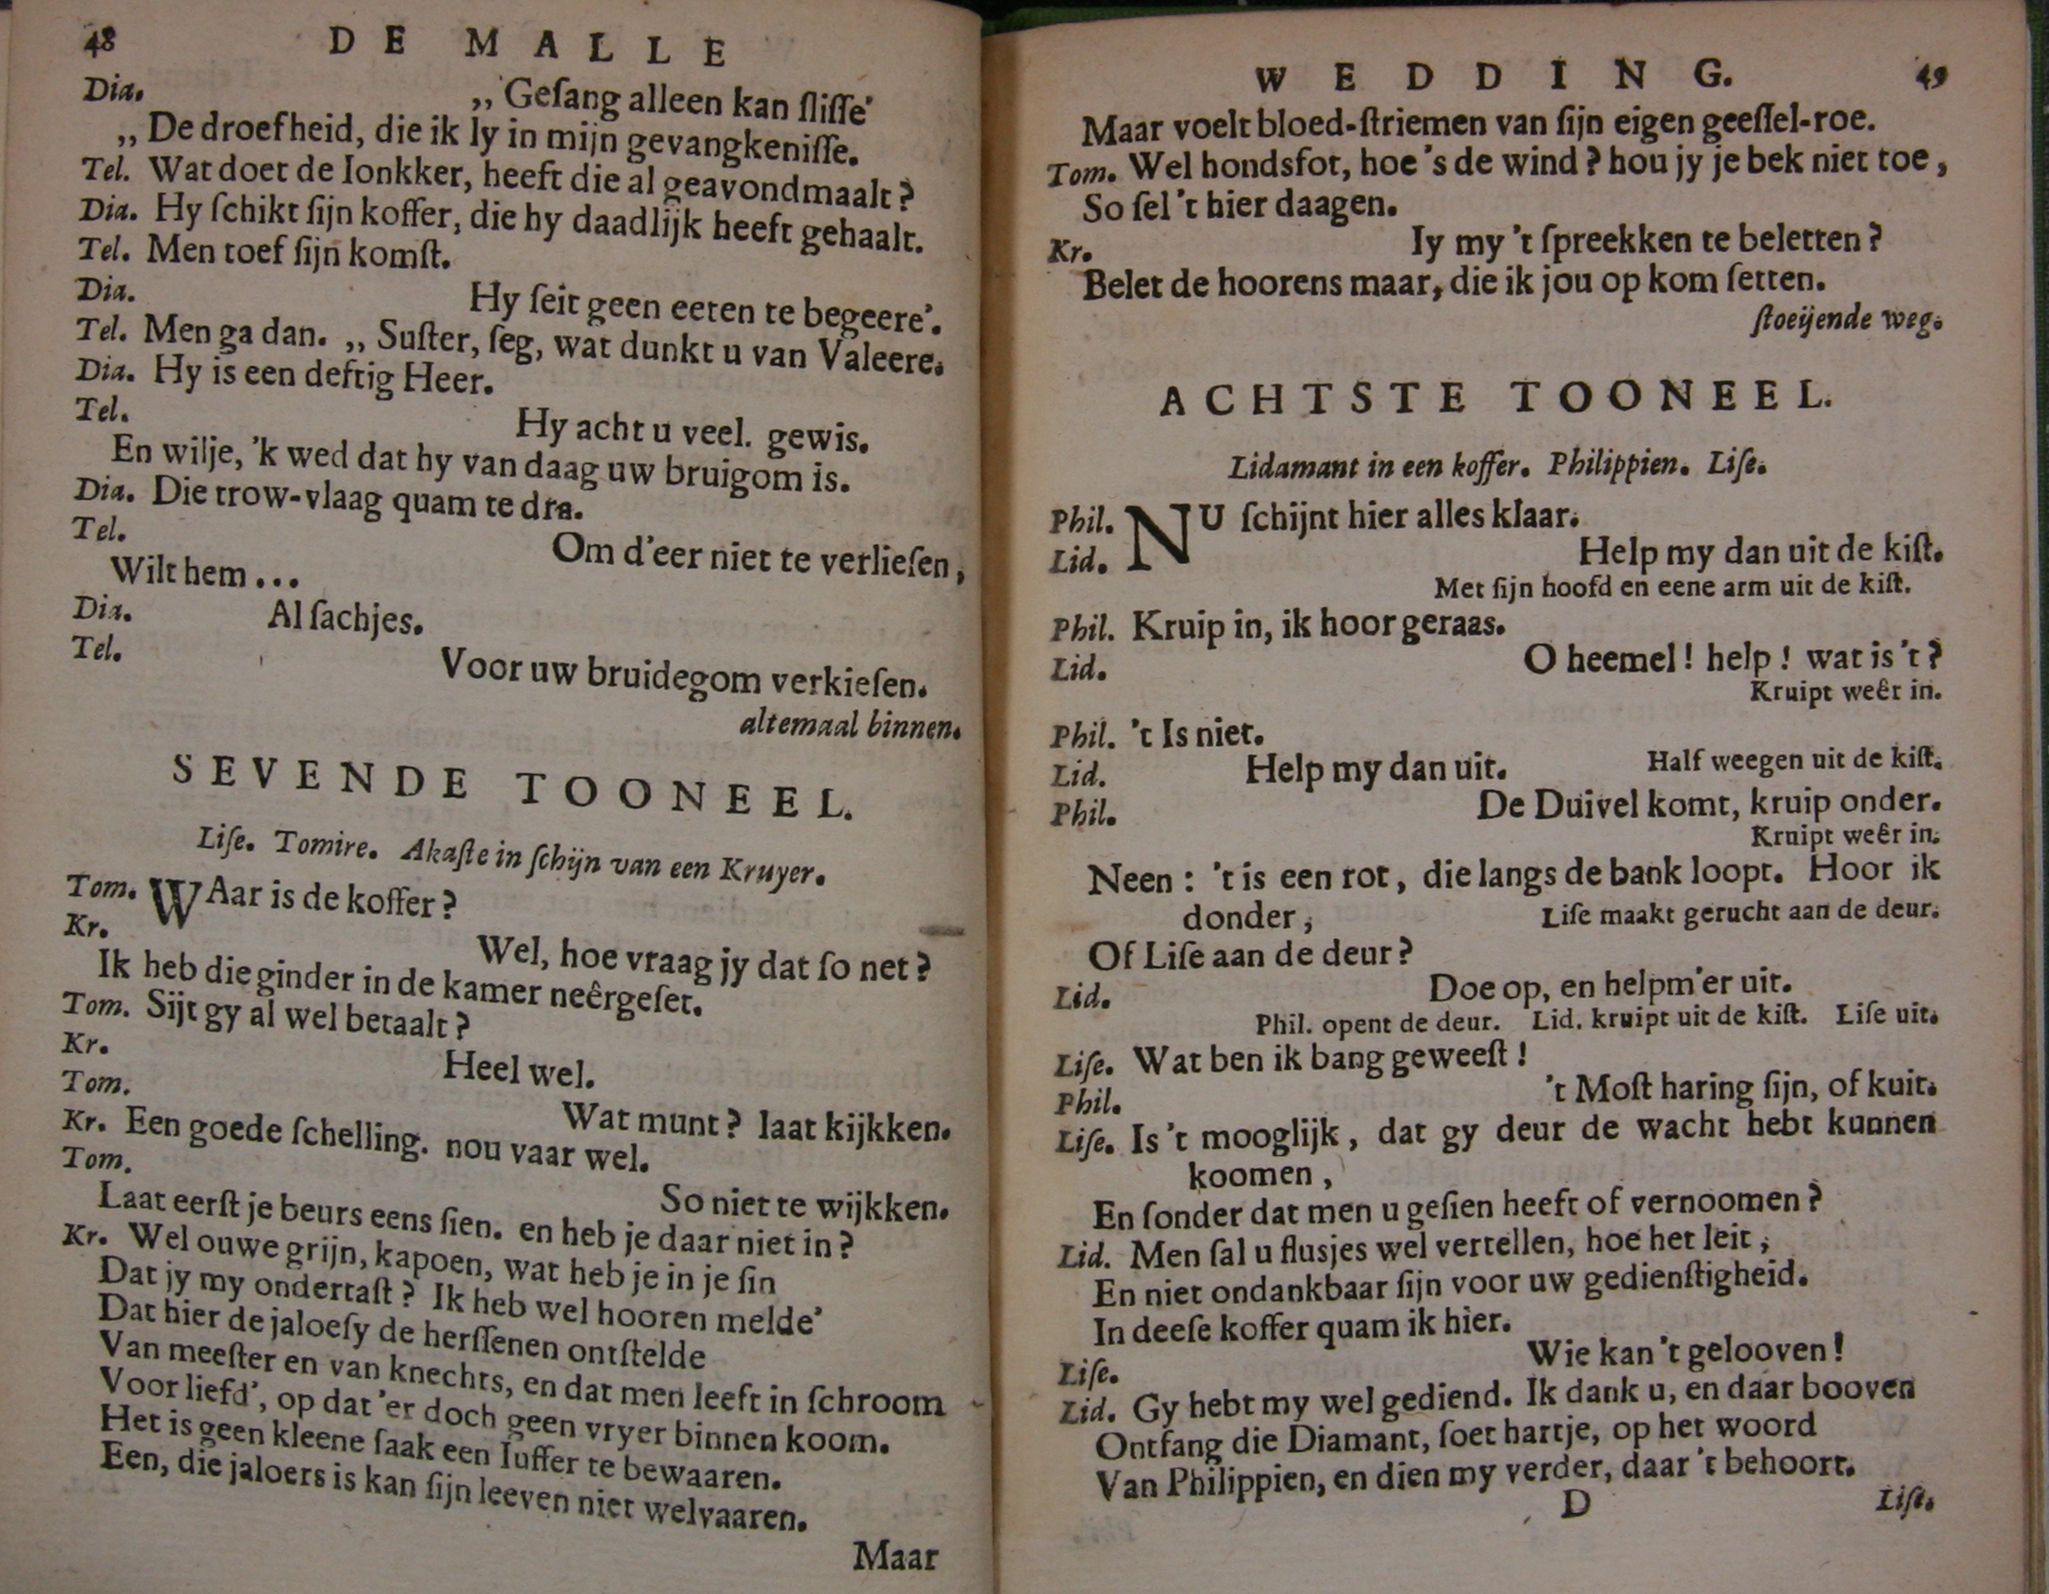 48 DE MALLE
Dia. ,, Geſang alleen kan ſliſſe'
,, De droefheid, die ik ly in mijn gevangkeniſſe.
Tel. Wat doet de Ionkker, heeft die al geavondmaalt?
Dia. Hy ſchikt ſijn koffer, die hy daadlijk heeft gehaalt.
Tel. Men toef ſijn komſt.
Dia. Hy ſeit geen eeten te begeere'.
Tel. Men ga dan. ,, Suſter, ſeg, wat dunkt u van Valeere.
Dia. Hy is een deftig Heer.
Tel. Hy acht u veel. gewis.
En wilje, 'k wed dat hy van daag uw bruigom is.
Dia. Die trow-vlaag quam te dra.
Tel. Om d'eer niet te verlieſen,
Wilt hem ...
Dia. Al ſachjes.
Tel. Voor uw bruidegom verkieſen.
altemaal binnen.
SEVENDE TOONEEL.
Liſe. Tomire. Akaſte in ſchijn van een Kruyer.
Tom. WAar is de koffer?
Kr. Wel, hoe vraag jy dat ſo net?
Ik heb die ginder in de kamer neêrgeſet.
Tom. Sijt gy al wel betaalt?
Kr. Heel wel.
Tom. Wat munt? laat kijkken.
Kr. Een goede ſchelling. nou vaar wel.
Tom. So niet te wijkken.
Laat eerſt je beurs eens ſien. en heb je daar niet in?
Kr. Wel ouwe grijn, kapoen, wat heb je in je ſin
Dat jy my ondertaſt? Ik heb wel hooren melde'
Dat hier de jaloeſy de herſſenen ontſtelde
Van meeſter en van knechts, en dat men leeft in ſchroom
Voor liefd', op dat 'er doch geen vryer binnen koom.
Het is geen kleene ſaak een Iuffer te bewaaren.
Een, die jaloers is kan ſijn leeven niet welvaaren.
Maar
WEDDING. 49
Maar voelt bloed-ſtriemen van ſijn eigen geeſſel-roe.
Tom. Wel hondsfot, hoe 's de wind? hou jy je bek niet toe,
So ſel 't hier daagen.
Kr. Iy my 't ſpreekken te beletten?
Belet de hoorens maar, die ik jou op kom ſetten.
ſtoeijende weg.
ACHTSTE TOONEEL.
Lidamant in een koffer. Philippien. Liſe.
Phil. NU ſchijnt hier alles klaar.
Lid. Help my dan uit de kiſt.
Met ſijn hoofd en eene arm uit de kiſt.
Phil. Kruip in, ik hoor geraas.
Lid. O heemel! help! wat is 't?
Kruipt weêr in.
Phil. 't Is niet.
Lid. Help my dan uit. Half weegen uit de kiſt.
Phil. De Duivel komt, kruip onder.
Kruipt weêr in.
Neen: 't is een rot, die langs de bank loopt. Hoor ik
donder, Liſe maakt gerucht aan de deur.
Of Liſe aan de deur?
Lid. Doe op, en helpm'er uit.
Phil. opent de deur. Lid. kruipt uit de kiſt. Liſe uit.
Liſe. Wat ben ik bang geweeſt!
Phil. 't Moſt haring ſijn, of kuit.
Liſe. Is 't mooglijk, dat gy deur de wacht hebt kunnen
koomen,
En ſonder dat men u geſien heeft of vernoomen?
Lid. Men ſal u fluſjes wel vertellen, hoe het leit,
En niet ondankbaar ſijn voor uw gedienſtigheid.
In deeſe koffer quam ik hier.
Liſe. Wie kan 't gelooven!
Lid. Gy hebt my wel gediend. Ik dank u, en daar booven
Ontfang die Diamant, ſoet hartje, op het woord
Van Philippien, en dien my verder, daar 't behoort.
D Liſe.